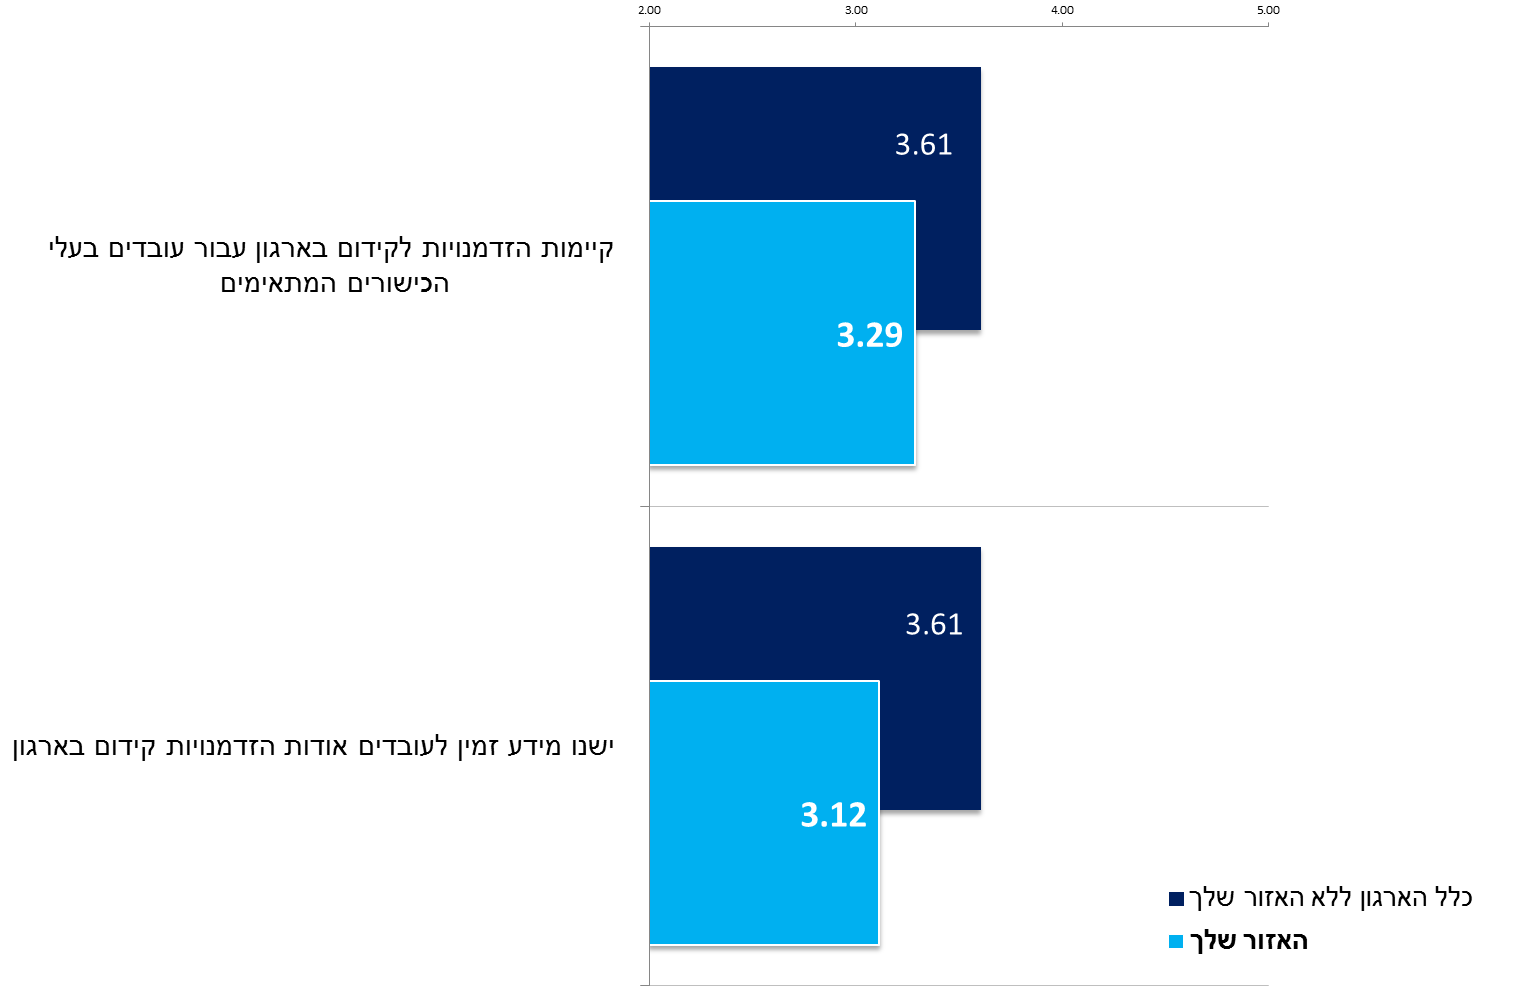 2.00 3.00 4.00 5.00
3.61
קיימות הזדמנויות לקידום בארגון עבור עובדים בעלי
הכישורים המתאימים
3.29
3.61
ישנו מידע זמין לעובדים אודות הזדמנויות קידום בארגון
3.12
כלל הארגון ללא האזור שלך
האזור שלך